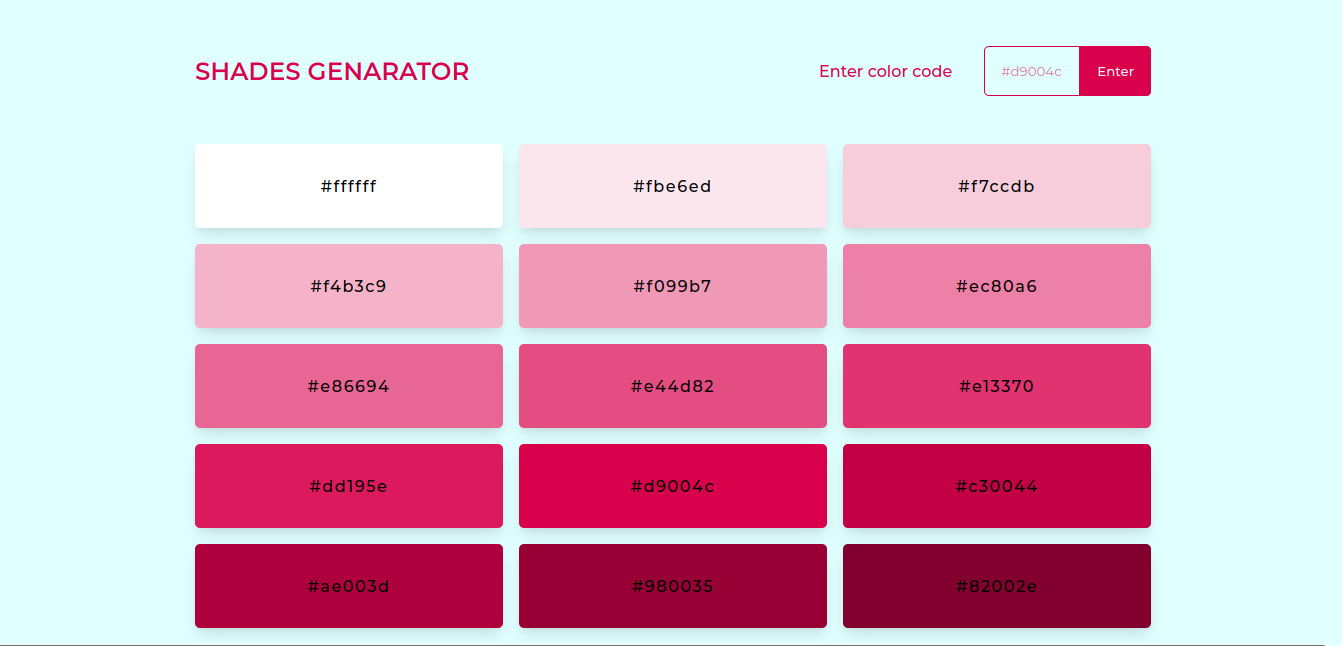 SHADES GENARATOR
Enter color code
#d9004c
Enter
#ffffff
#fbe6ed
#f7ccdb
#f4b3c9
#f099b7
#ec80a6
#e86694
#e44d82
#e13370
#dd195e
#d9004c
#c30044
#ae003d
#980035
#82002e